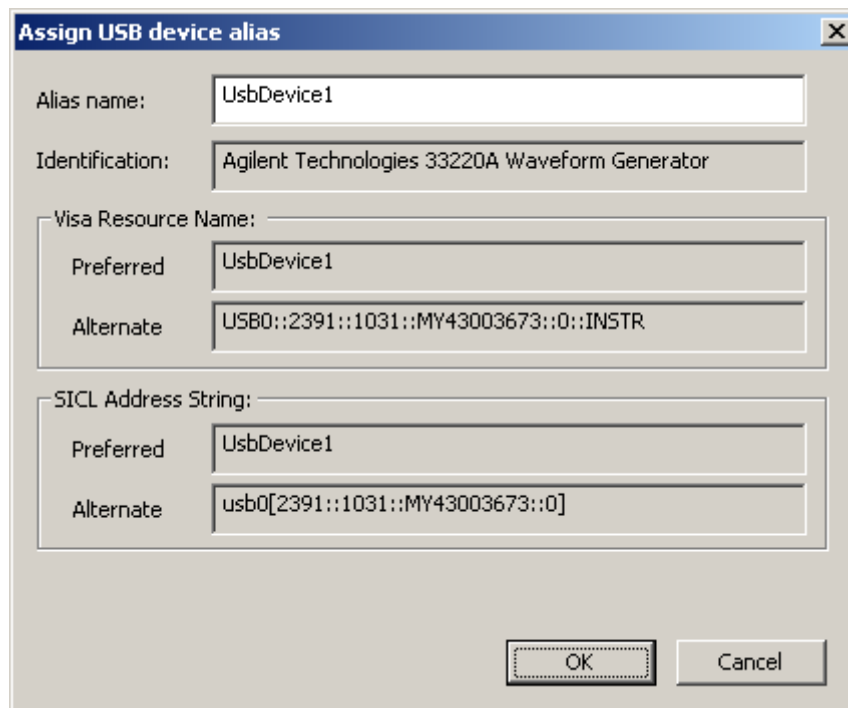 Assign USB device alias
Alias name: UsbDevice1
Identification: Agilent Technologies 33220A Waveform Generator
Visa Resource Name:
Preferred UsbDevice1
Alternate USB0::2391::1031::MY43003673::0::INSTR
SICL Address String:
Preferred UsbDevice1
Alternate usb0[2391::1031::MY43003673::0]
OK Cancel